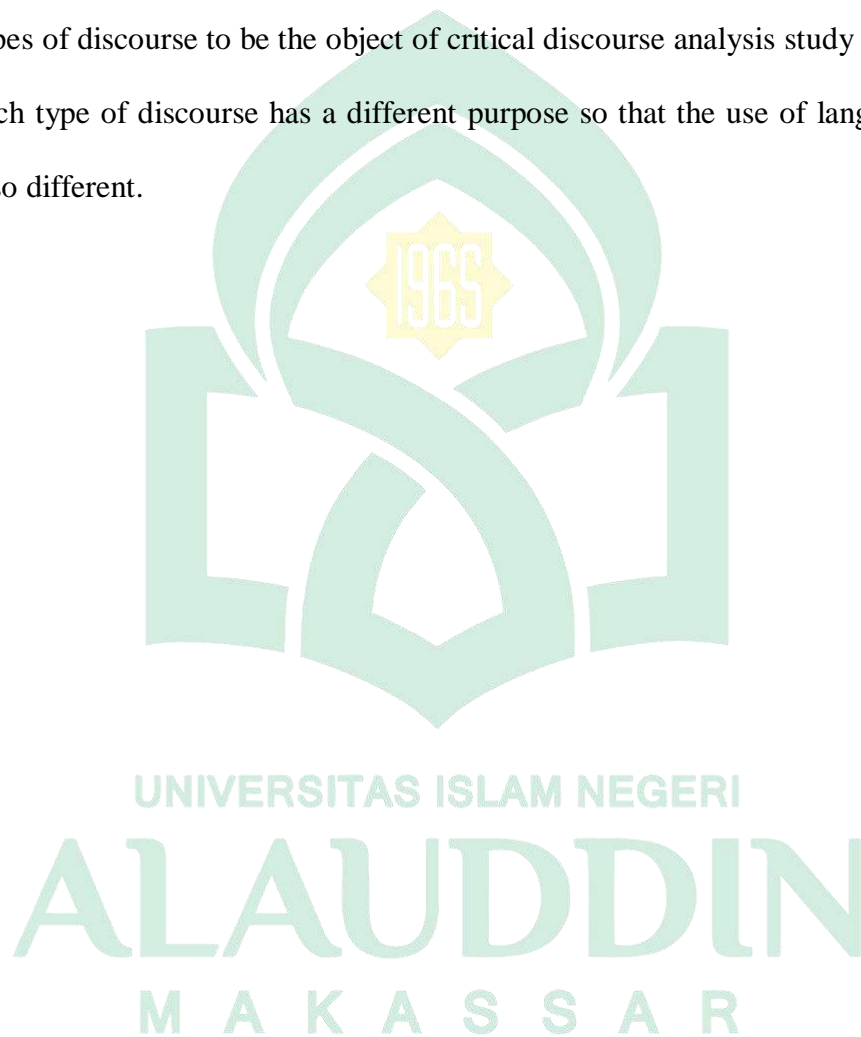 pes of discourse to be the object of critical discourse analysis study
ch type of discourse has a different purpose so that the use of lang
so different.
1965
UNIVERSITAS ISLAM NEGERI
ALAUDDIN
MAKASSAR